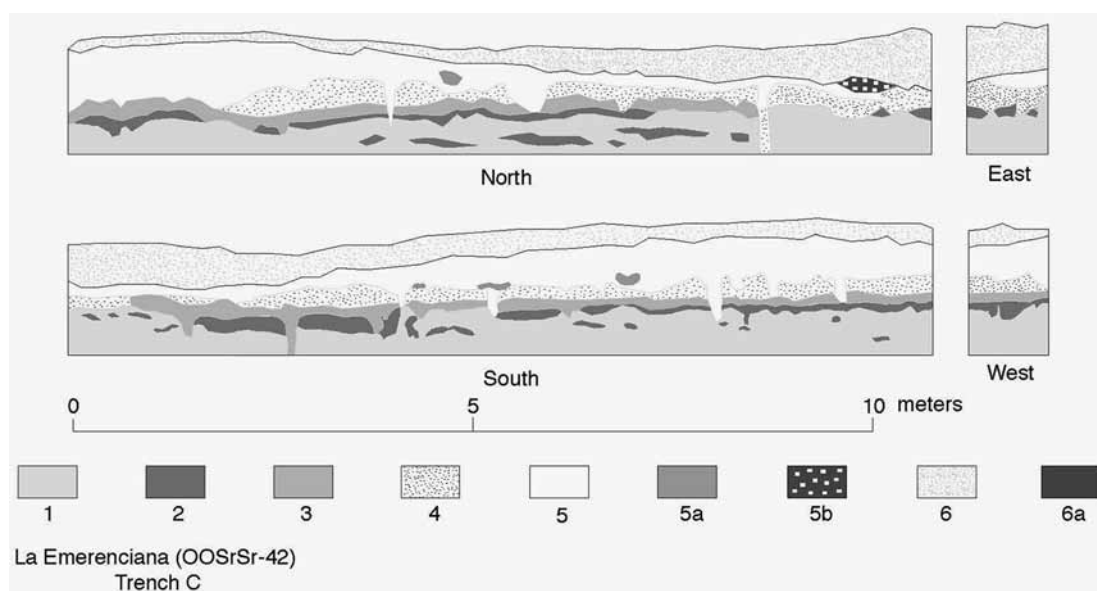 North
East
South
West
0 5 10 meters
1 2 3 4 5 5a 5b 6 6a
La Emerenciana (OOSrSr-42)
Trench C